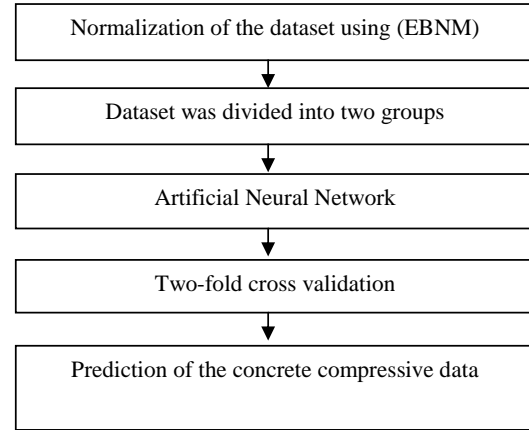 Normalization of the dataset using (EBNM)
Dataset was divided into two groups
Artificial Neural Network
Two-fold cross validation
Prediction of the concrete compressive data